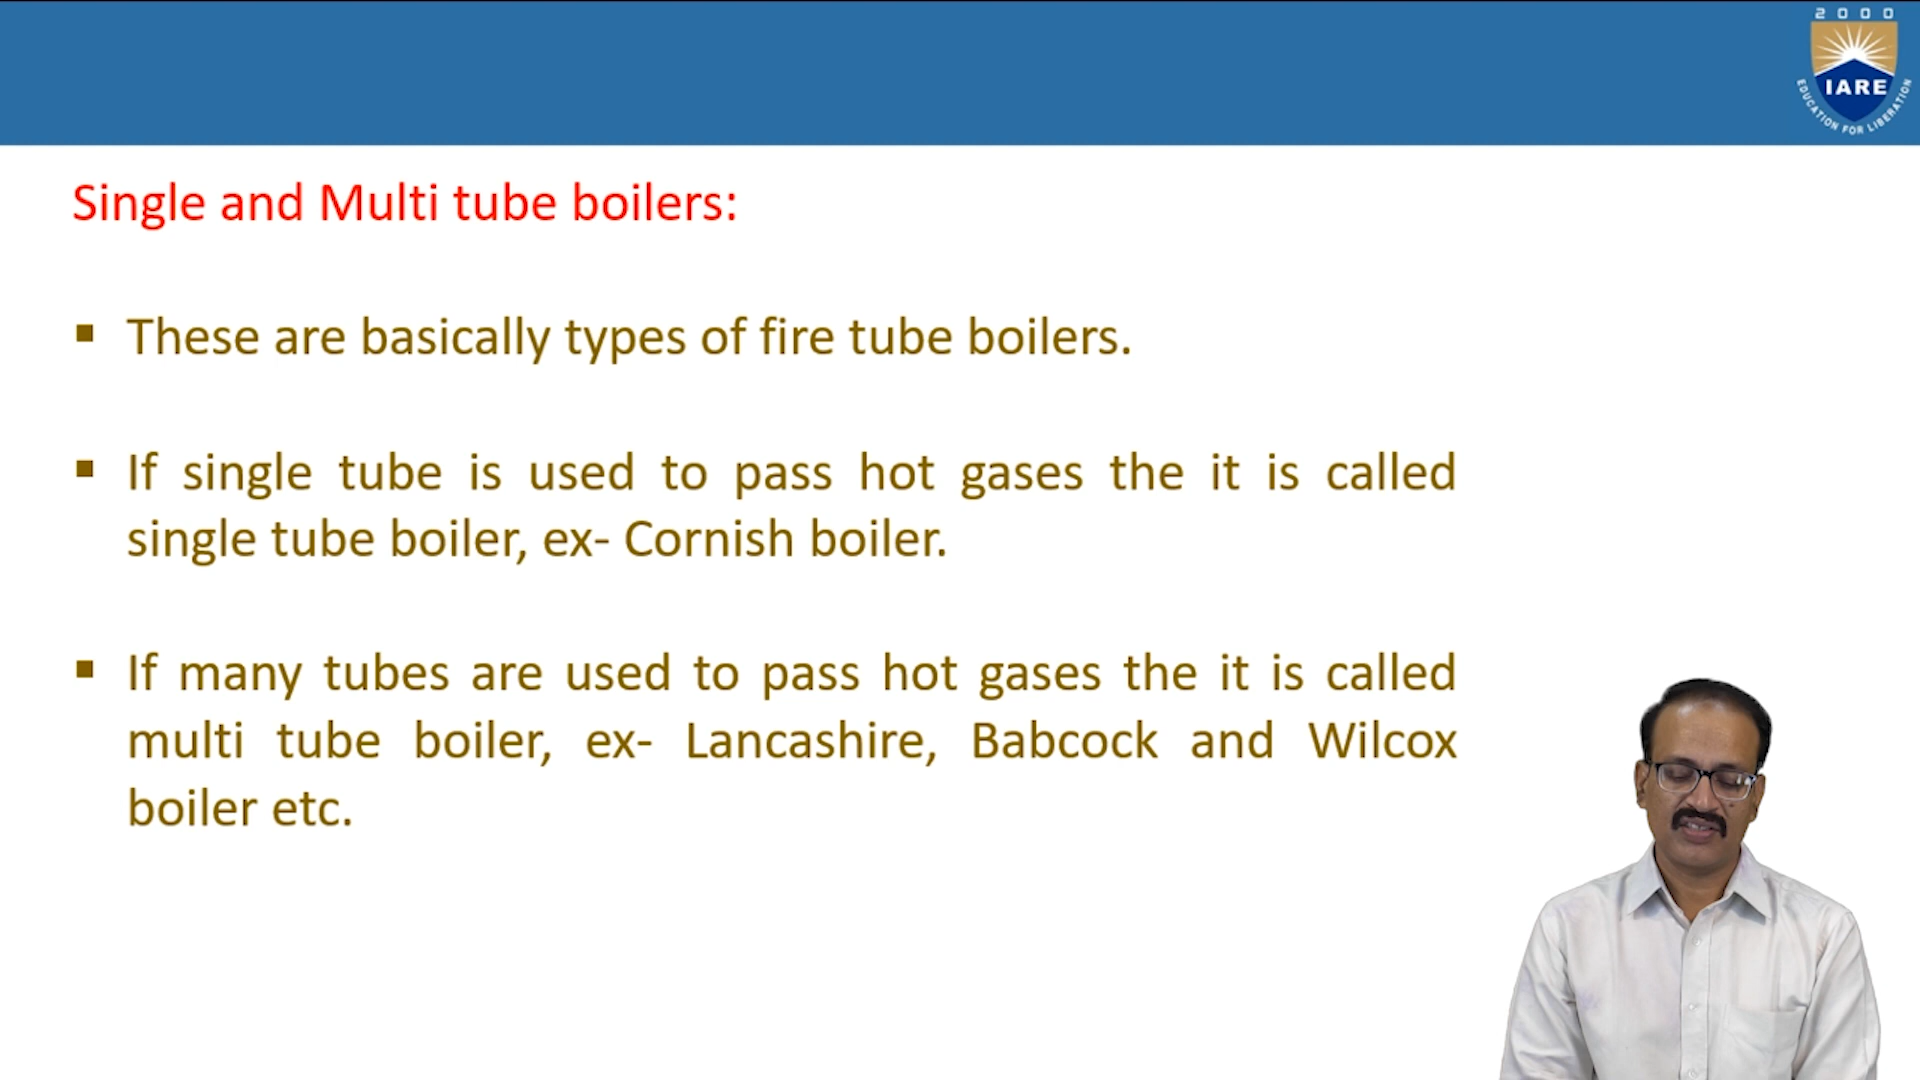 2000
IARE
EDUCATION FOR LIBERATION
Single and Multi tube boilers:
▪ These are basically types of fire tube boilers.
▪ If single tube is used to pass hot gases the it is called
single tube boiler, ex- Cornish boiler.
▪ If many tubes are used to pass hot gases the it is called
multi tube boiler, ex- Lancashire, Babcock and Wilcox
boiler etc.